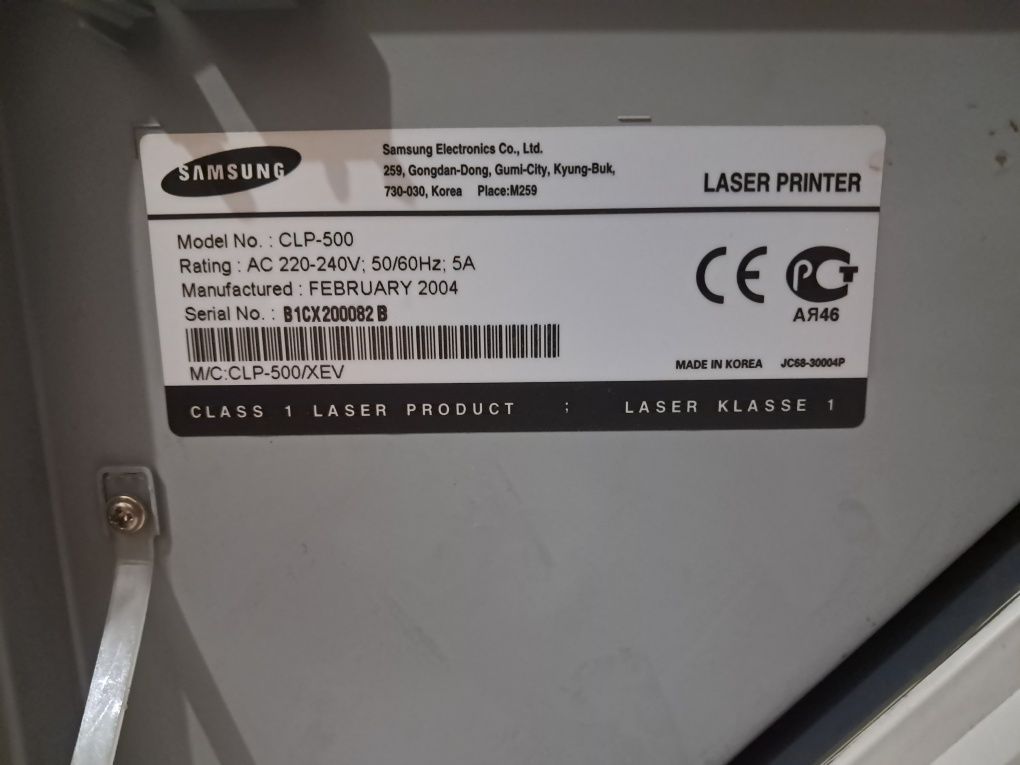 SAMSUNG
Samsung Electronics Co., Ltd.
259, Gongdan-Dong, Gumi-City, Kyung-Buk,
730-030, Korea Place:M259
LASER PRINTER
Model No. : CLP-500
Rating : AC 220-240V; 50/60Hz; 5A
Manufactured : FEBRUARY 2004
Serial No. : B1CX200082 B
M/C:CLP-500/XEV
CE
РСТ
АЯ46
MADE IN KOREA JC68-30004P
CLASS 1 LASER PRODUCT ; LASER KLASSE 1